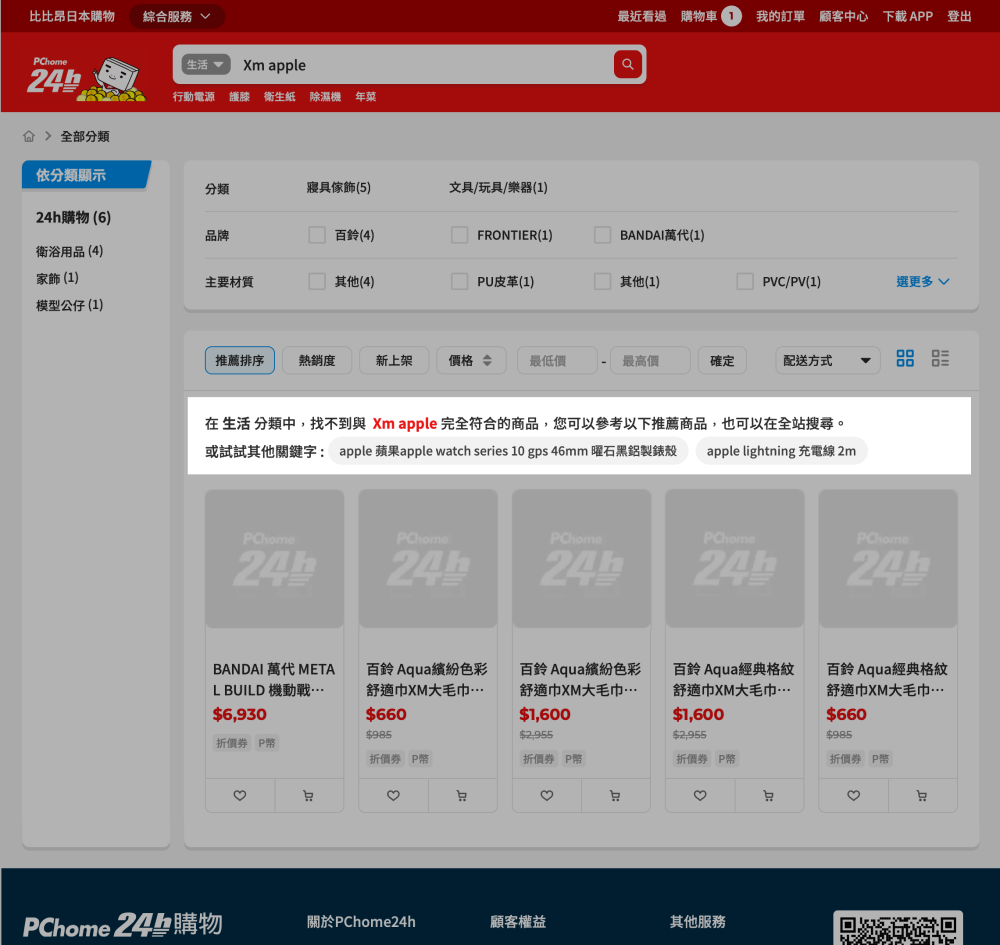 比比昂日本購物 綜合服務 最近看過 購物車 1 我的訂單 顧客中心 下載 APP 登出
PChome 24h
生活 Xm apple
行動電源 護膝 衛生紙 除濕機 年菜
全部分類
依分類顯示
24h購物 (6)
衛浴用品 (4)
家飾 (1)
模型公仔 (1)
分類 寢具傢飾(5) 文具/玩具/樂器(1)
品牌 百鈴(4) FRONTIER(1) BANDAI萬代(1)
主要材質 其他(4) PU皮革(1) 其他(1) PVC/PV(1) 選更多
推薦排序 熱銷度 新上架 價格 最低價 - 最高價 確定 配送方式
在 生活 分類中，找不到與 Xm apple 完全符合的商品，您可以參考以下推薦商品，也可以在全站搜尋。
或試試其他關鍵字 : apple 蘋果apple watch series 10 gps 46mm 曜石黑鋁製錶殼 apple lightning 充電線 2m
PChome 24h PChome 24h PChome 24h PChome 24h PChome 24h
BANDAI 萬代 META 百鈴 Aqua繽紛色彩 百鈴 Aqua繽紛色彩 百鈴 Aqua經典格紋 百鈴 Aqua經典格紋
L BUILD 機動戰… 舒適巾XM大毛巾… 舒適巾XM大毛巾… 舒適巾XM大毛巾… 舒適巾XM大毛巾…
$6,930 $660 $1,600 $1,600 $660
$985 $2,955 $2,955 $985
折價券 P幣 折價券 P幣 折價券 P幣 折價券 P幣 折價券 P幣
PChome 24h購物 關於PChome24h 顧客權益 其他服務